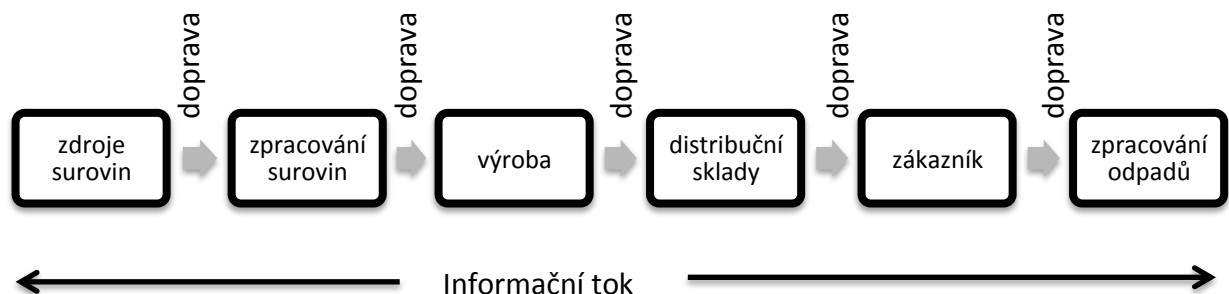 doprava
doprava
doprava
doprava
doprava
zdroje
surovin
zpracování
surovin
výroba
distribuční
sklady
zákazník
zpracování
odpadů
Informační tok